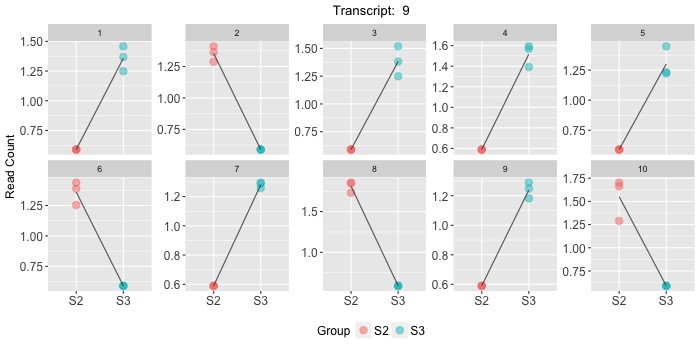 Transcript: 9
Read Count
1 2 3 4 5
1.50 1.25 1.00 0.75
1.25 1.00 0.75
1.50 1.25 1.00 0.75
1.6 1.4 1.2 1.0 0.8 0.6
1.25 1.00 0.75
6 7 8 9 10
1.25 1.00 0.75
1.2 1.0 0.8 0.6
1.5 1.0
1.2 1.0 0.8 0.6
1.75 1.50 1.25 1.00 0.75
S2 S3 S2 S3 S2 S3 S2 S3 S2 S3
Group S2 S3